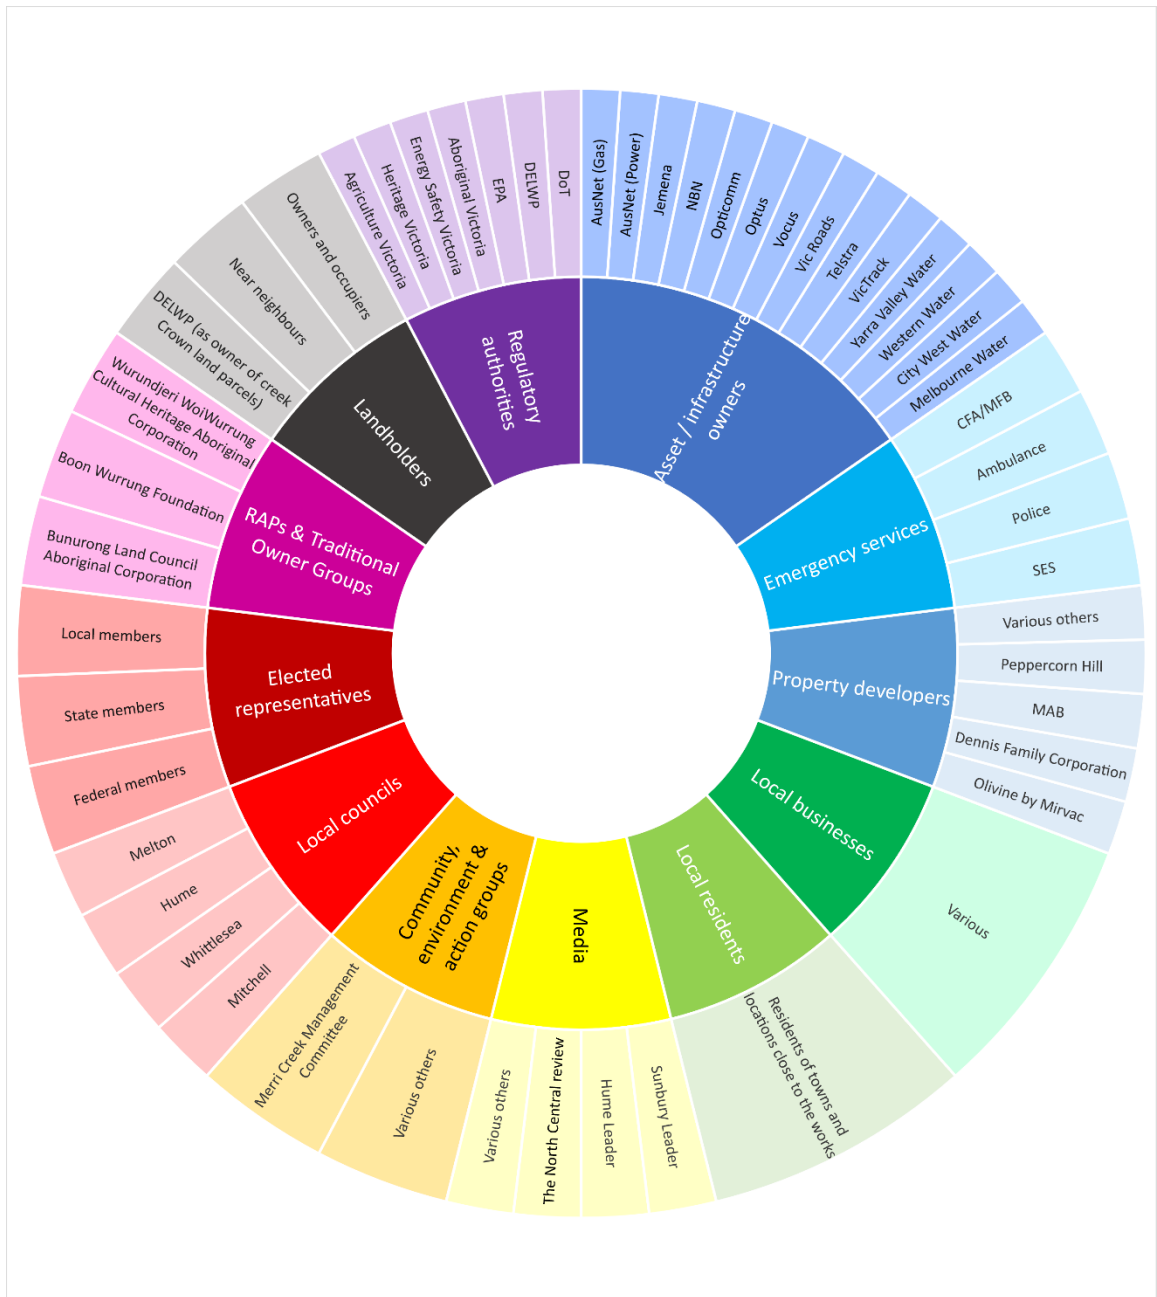 Asset / infrastructure
owners
AusNet (Gas)
AusNet (Power)
Jemena
NBN
Opticomm
Optus
Vocus
Vic Roads
Telstra
VicTrack
Yarra Valley Water
Western Water
City West Water
Melbourne Water
Emergency services
CFA/MFB
Ambulance
Police
SES
Property developers
Various others
Peppercorn Hill
MAB
Dennis Family Corporation
Olivine by Mirvac
Local businesses
Various
Local residents
Residents of towns and
locations close to the works
Media
Sunbury Leader
Hume Leader
The North Central review
Various others
Community,
environment &
action groups
Various others
Merri Creek Management
Committee
Local councils
Mitchell
Whittlesea
Hume
Melton
Elected
representatives
Federal members
State members
Local members
RAPs & Traditional
Owner Groups
Bunurong Land Council
Aboriginal Corporation
Boon Wurrung Foundation
Wurundjeri WoiWurrung
Cultural Heritage Aboriginal
Corporation
Landholders
DELWP (as owner of creek
Crown land parcels)
Near neighbours
Owners and occupiers
Regulatory
authorities
Agriculture Victoria
Heritage Victoria
Energy Safety Victoria
Aboriginal Victoria
EPA
DELWP
DoT